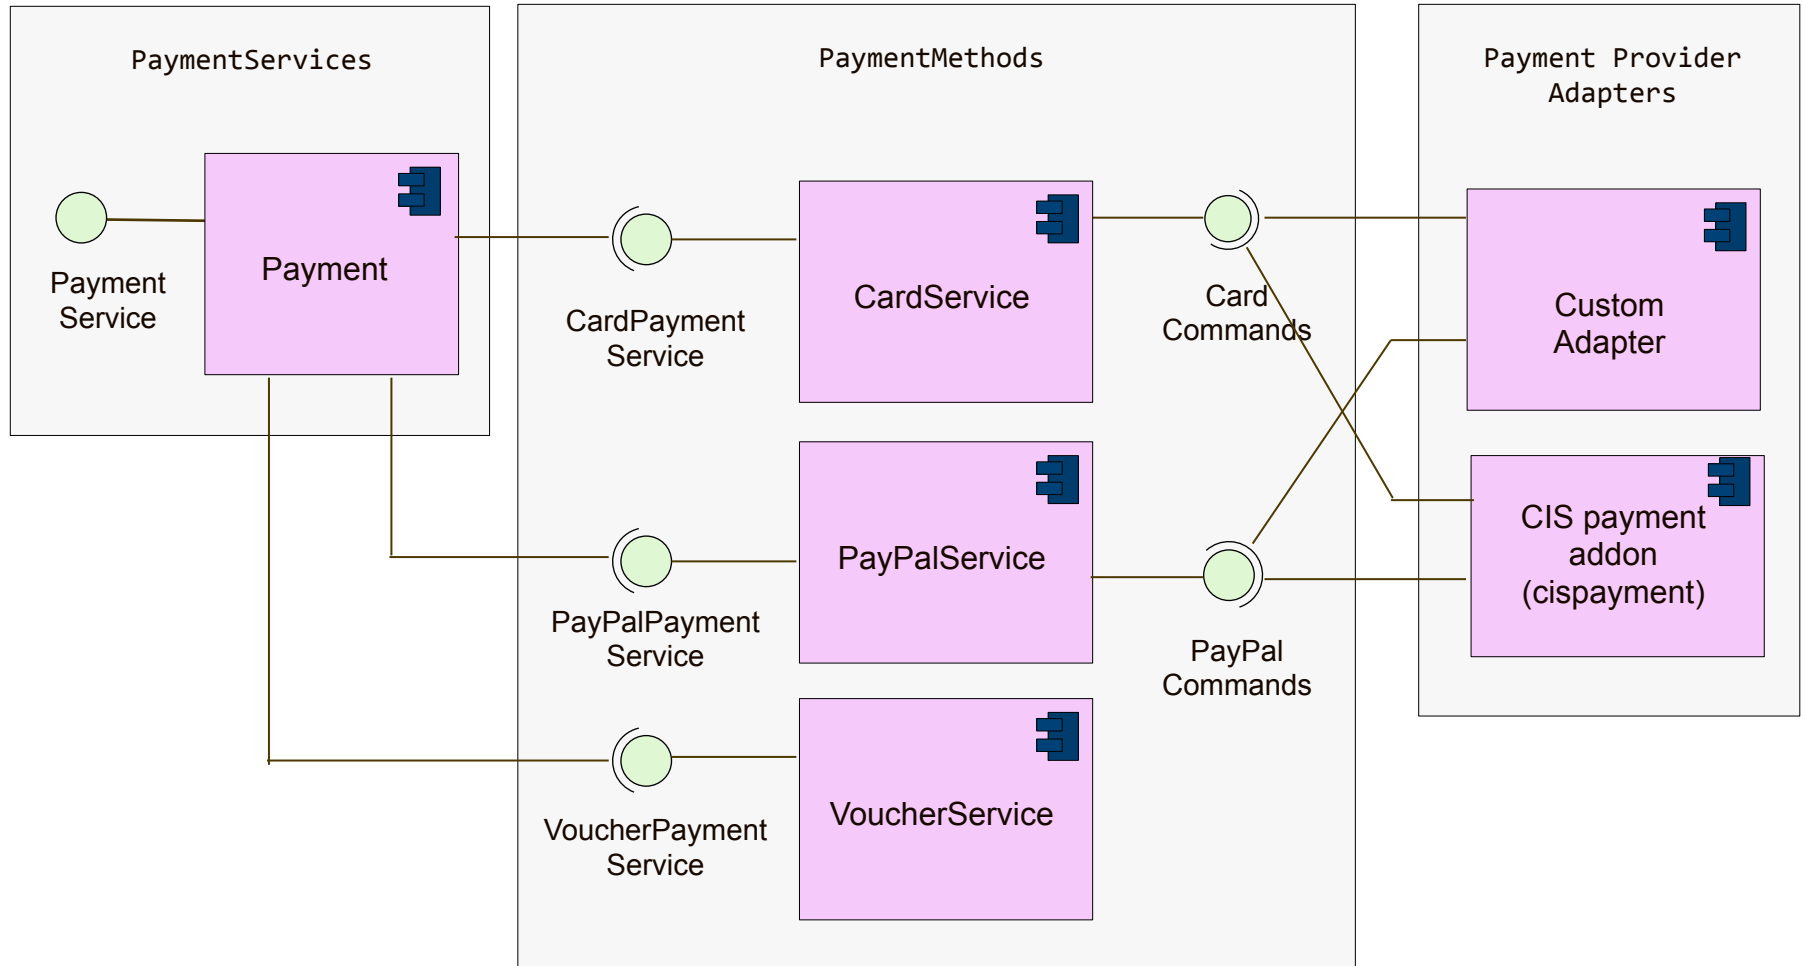 PaymentServices
Payment
Service
Payment
PaymentMethods
CardPayment
Service
CardService
Card
Commands
PayPalPayment
Service
PayPalService
PayPal
Commands
VoucherPayment
Service
VoucherService
Payment Provider
Adapters
Custom
Adapter
CIS payment
addon
(cispayment)